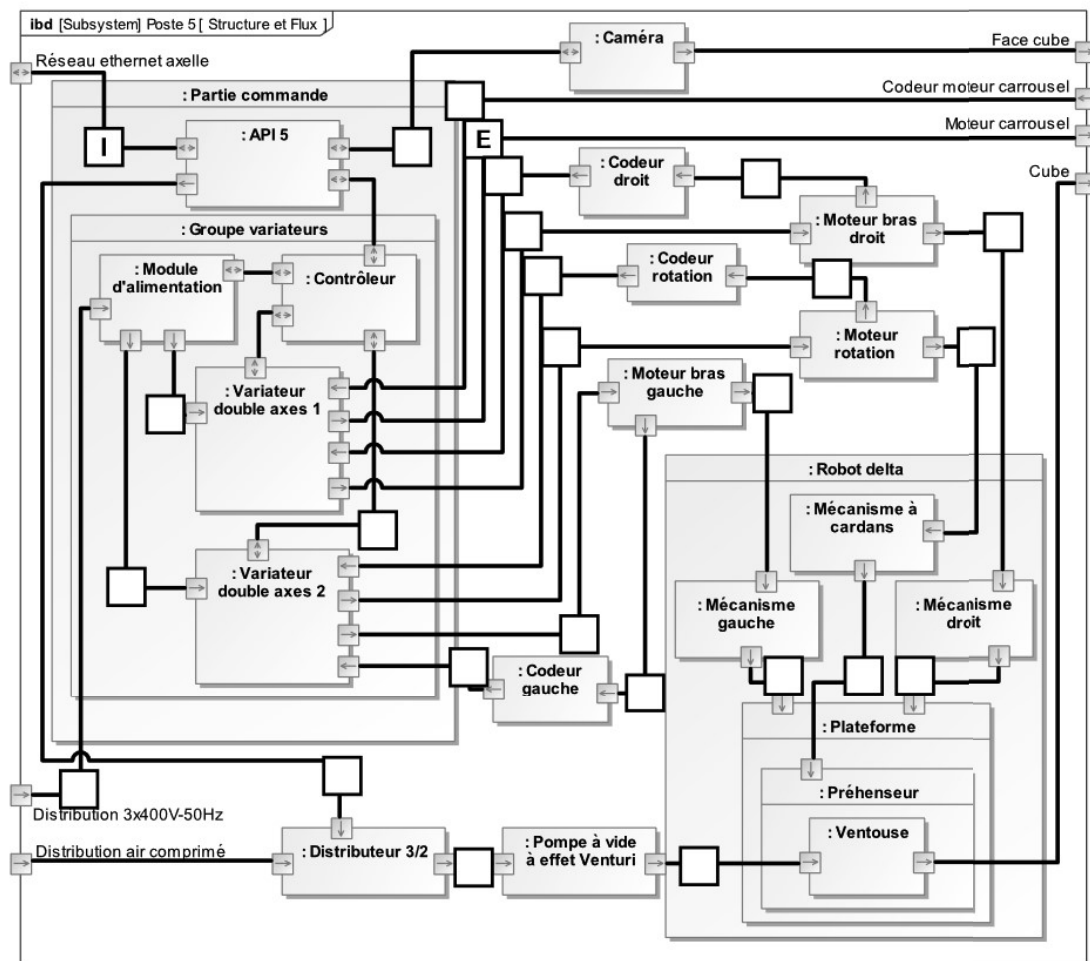 ibd [Subsystem] Poste 5 [ Structure et Flux ]
Réseau ethernet axelle
: Caméra
Face cube
: Partie commande
Codeur moteur carrousel
I
: API 5
E
Moteur carrousel
: Codeur
droit
Cube
: Groupe variateurs
: Moteur bras
droit
: Module
d'alimentation
: Contrôleur
: Codeur
rotation
: Moteur
rotation
: Variateur
double axes 1
: Moteur bras
gauche
: Robot delta
: Mécanisme à
cardans
: Variateur
double axes 2
: Mécanisme
gauche
: Mécanisme
droit
: Codeur
gauche
: Plateforme
: Préhenseur
Distribution 3x400V-50Hz
: Ventouse
Distribution air comprimé
: Distributeur 3/2
: Pompe à vide
à effet Venturi